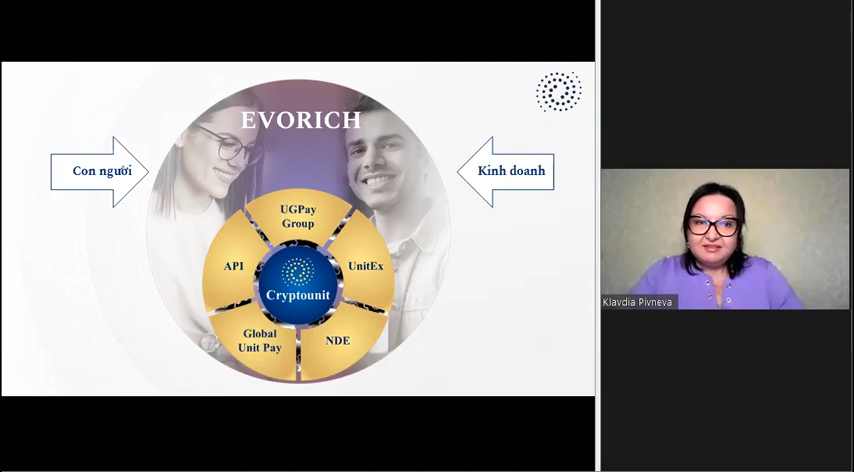 EVORICH
Con người
Kinh doanh
UGPay
Group
API
UnitEx
Cryptounit
Global
Unit Pay
NDE
Klavdia Pivneva